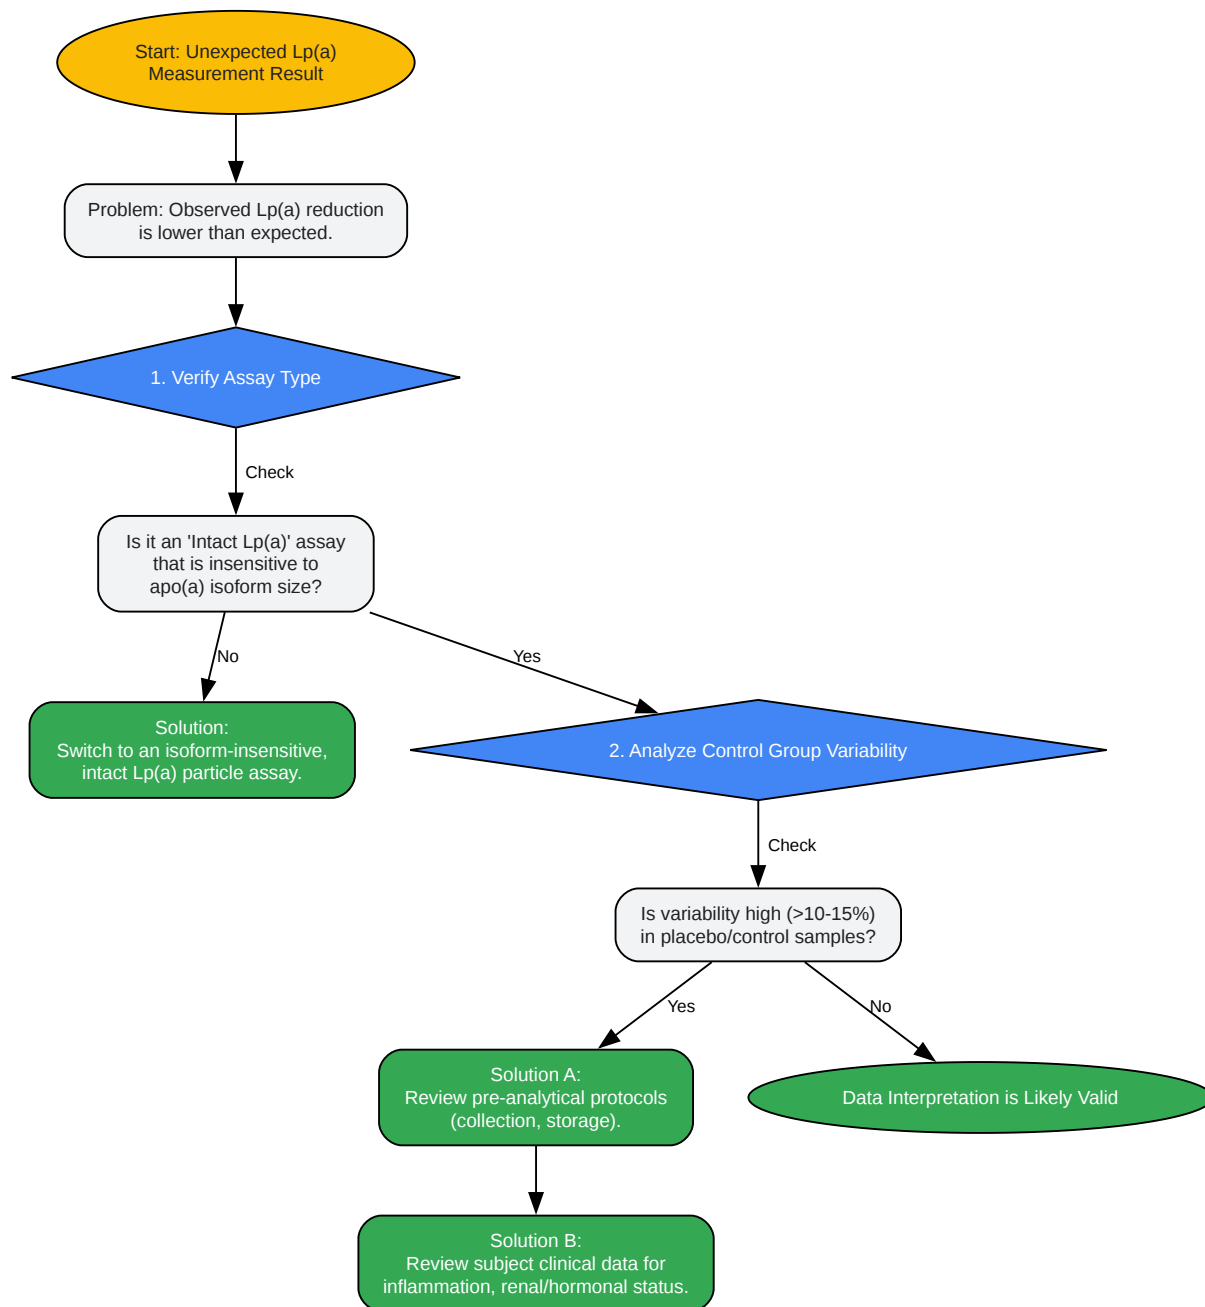 Start: Unexpected Lp(a)
Measurement Result
Problem: Observed Lp(a) reduction
is lower than expected.
1. Verify Assay Type
Check
Is it an 'Intact Lp(a)' assay
that is insensitive to
apo(a) isoform size?
No
Yes
Solution:
Switch to an isoform-insensitive,
intact Lp(a) particle assay.
2. Analyze Control Group Variability
Check
Is variability high (>10-15%)
in placebo/control samples?
Yes
No
Solution A:
Review pre-analytical protocols
(collection, storage).
Data Interpretation is Likely Valid
Solution B:
Review subject clinical data for
inflammation, renal/hormonal status.